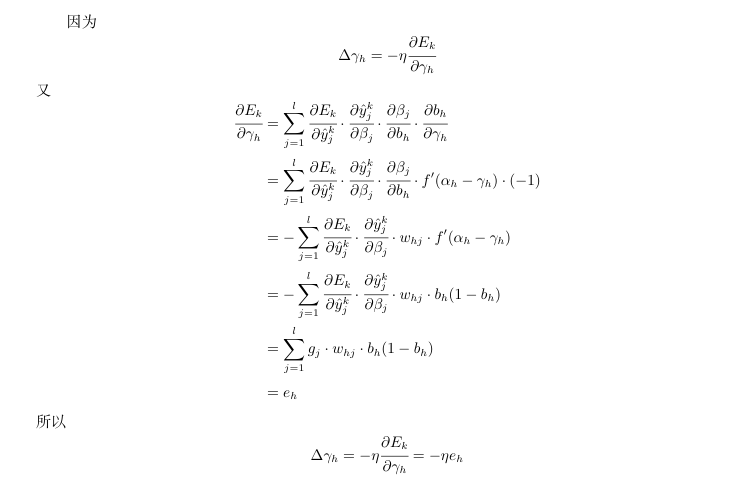 因为
$$\Delta \gamma_h = -\eta \frac{\partial E_k}{\partial \gamma_h}$$
又
$$\frac{\partial E_k}{\partial \gamma_h} = \sum_{j=1}^{l} \frac{\partial E_k}{\partial \hat{y}_j^k} \cdot \frac{\partial \hat{y}_j^k}{\partial \beta_j} \cdot \frac{\partial \beta_j}{\partial b_h} \cdot \frac{\partial b_h}{\partial \gamma_h}$$
$$= \sum_{j=1}^{l} \frac{\partial E_k}{\partial \hat{y}_j^k} \cdot \frac{\partial \hat{y}_j^k}{\partial \beta_j} \cdot \frac{\partial \beta_j}{\partial b_h} \cdot f'(\alpha_h - \gamma_h) \cdot (-1)$$
$$= -\sum_{j=1}^{l} \frac{\partial E_k}{\partial \hat{y}_j^k} \cdot \frac{\partial \hat{y}_j^k}{\partial \beta_j} \cdot w_{hj} \cdot f'(\alpha_h - \gamma_h)$$
$$= -\sum_{j=1}^{l} \frac{\partial E_k}{\partial \hat{y}_j^k} \cdot \frac{\partial \hat{y}_j^k}{\partial \beta_j} \cdot w_{hj} \cdot b_h(1 - b_h)$$
$$= \sum_{j=1}^{l} g_j \cdot w_{hj} \cdot b_h(1 - b_h)$$
$$= e_h$$
所以
$$\Delta \gamma_h = -\eta \frac{\partial E_k}{\partial \gamma_h} = -\eta e_h$$